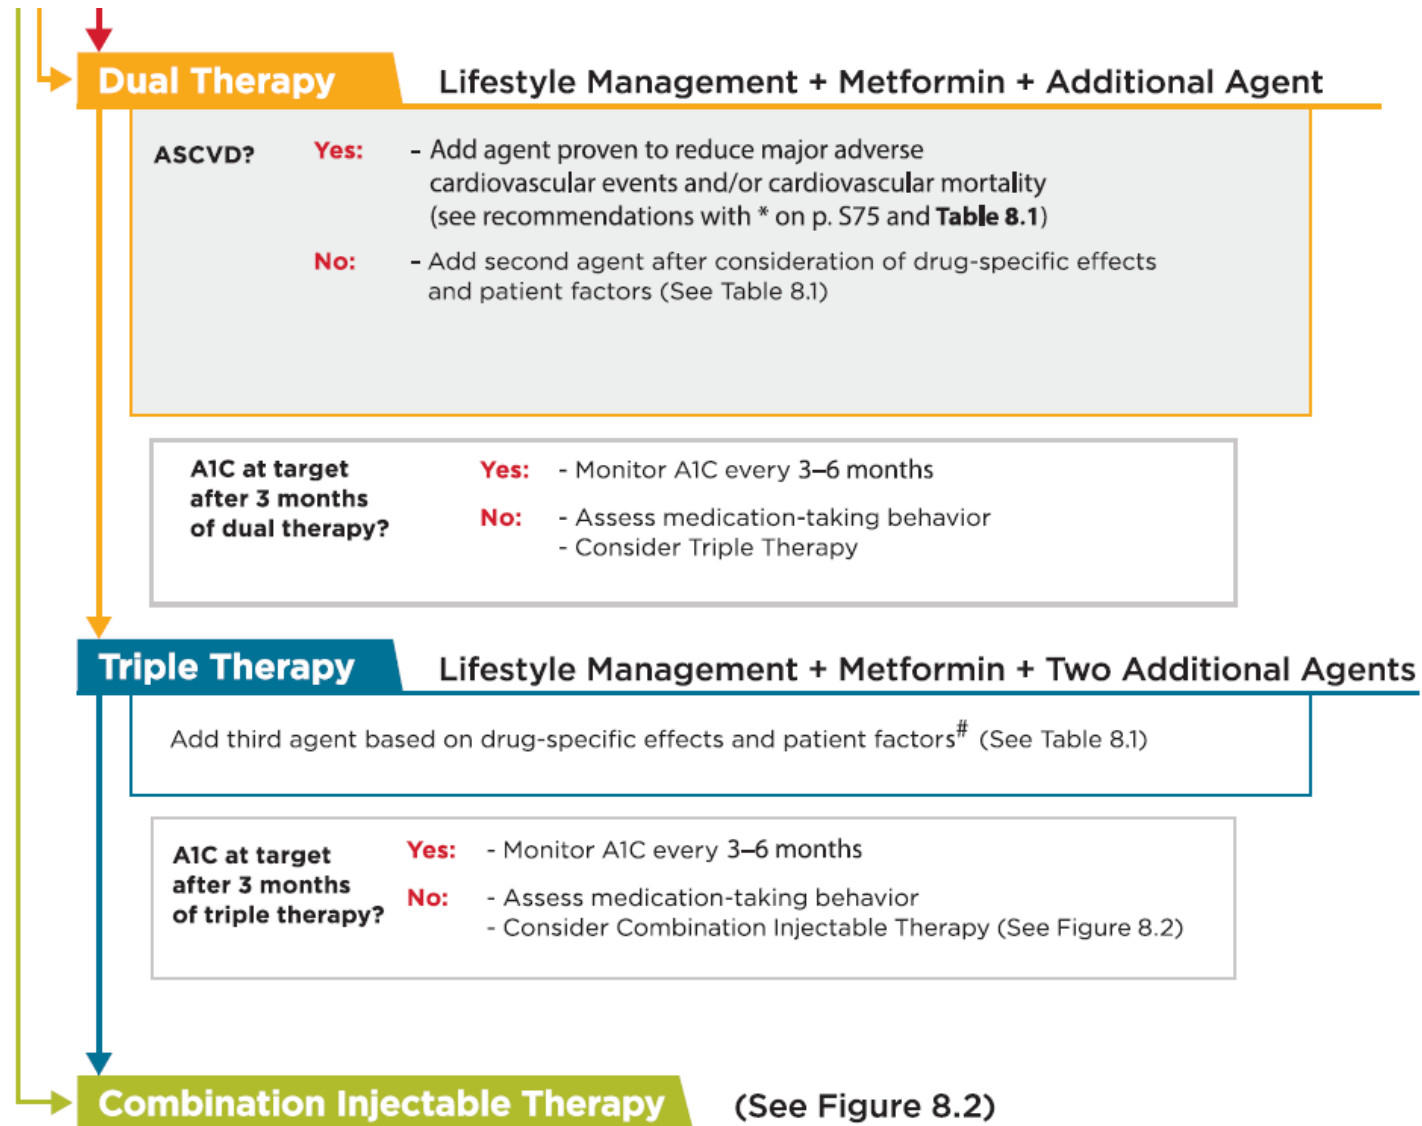 Dual Therapy Lifestyle Management + Metformin + Additional Agent
ASCVD? Yes: - Add agent proven to reduce major adverse
cardiovascular events and/or cardiovascular mortality
(see recommendations with * on p. S75 and Table 8.1)
No: - Add second agent after consideration of drug-specific effects
and patient factors (See Table 8.1)
A1C at target
after 3 months
of dual therapy?
Yes: - Monitor A1C every 3–6 months
No: - Assess medication-taking behavior
- Consider Triple Therapy
Triple Therapy Lifestyle Management + Metformin + Two Additional Agents
Add third agent based on drug-specific effects and patient factors# (See Table 8.1)
A1C at target
after 3 months
of triple therapy?
Yes: - Monitor A1C every 3–6 months
No: - Assess medication-taking behavior
- Consider Combination Injectable Therapy (See Figure 8.2)
Combination Injectable Therapy (See Figure 8.2)